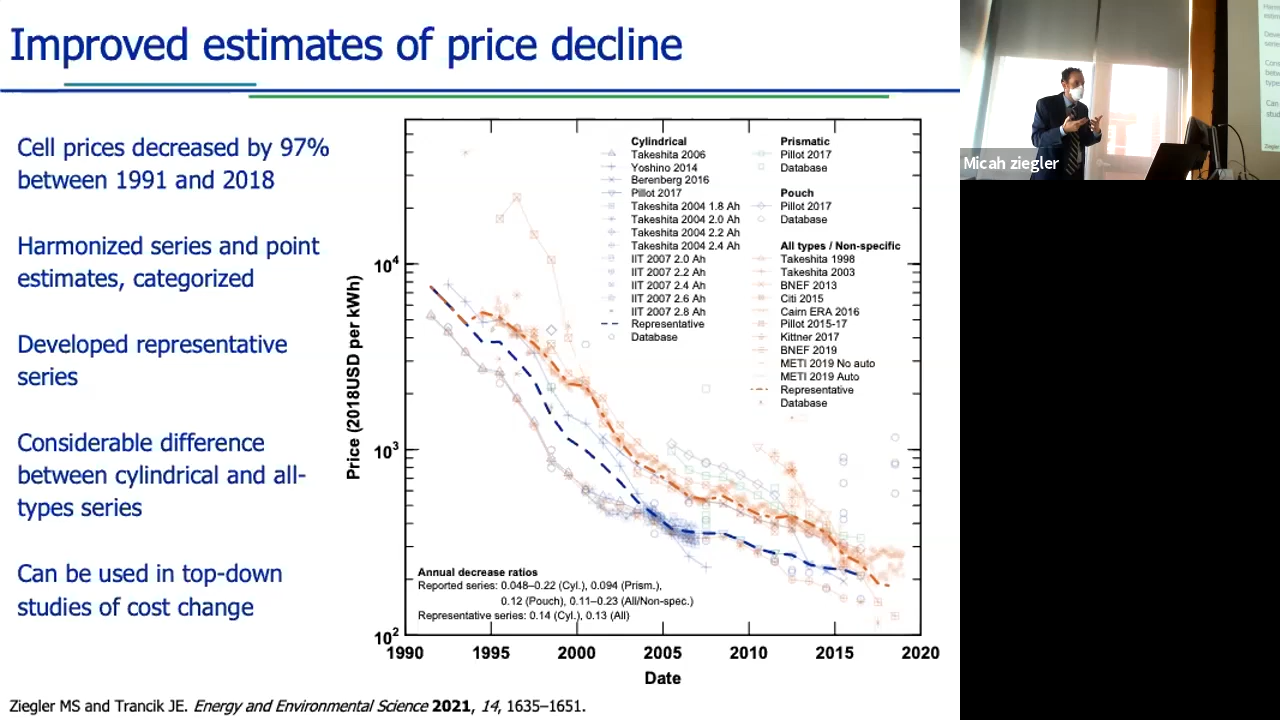 Improved estimates of price decline
Cell prices decreased by 97%
between 1991 and 2018
Harmonized series and point
estimates, categorized
Developed representative
series
Considerable difference
between cylindrical and all-
types series
Can be used in top-down
studies of cost change
Price (2018USD per kWh)
10⁴
10³
10²
1990
1995
2000
2005
2010
2015
2020
Date
Cylindrical
Takeshita 2006
Yoshino 2014
Berenberg 2016
Pillot 2017
Takeshita 2004 1.8 Ah
Takeshita 2004 2.0 Ah
Takeshita 2004 2.2 Ah
Takeshita 2004 2.4 Ah
IIT 2007 2.0 Ah
IIT 2007 2.2 Ah
IIT 2007 2.4 Ah
IIT 2007 2.6 Ah
IIT 2007 2.8 Ah
Representative
Database
Prismatic
Pillot 2017
Database
Pouch
Pillot 2017
Database
All types / Non-specific
Takeshita 1998
Takeshita 2003
BNEF 2013
Citi 2015
Cairn ERA 2016
Pillot 2015-17
Kittner 2017
BNEF 2019
METI 2019 No auto
METI 2019 Auto
Representative
Database
Annual decrease ratios
Reported series: 0.048–0.22 (Cyl.), 0.094 (Prism.),
0.12 (Pouch), 0.11–0.23 (All/Non-spec.)
Representative series: 0.14 (Cyl.), 0.13 (All)
Ziegler MS and Trancik JE. Energy and Environmental Science 2021, 14, 1635–1651.
Micah ziegler